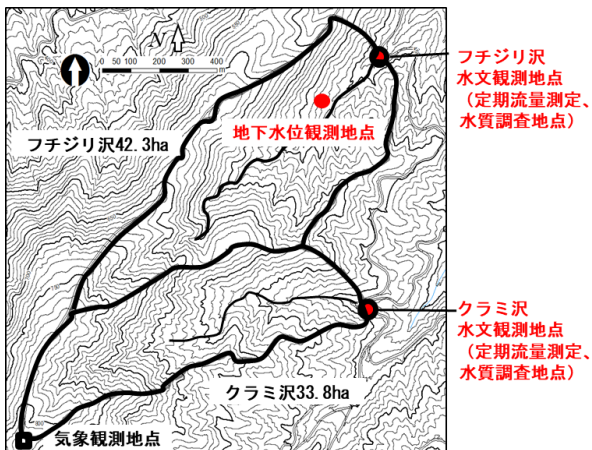 N
0 50 100 200 300 400
m
フチジリ沢
水文観測地点
(定期流量測定、
水質調査地点)
地下水位観測地点
フチジリ沢42.3ha
クラミ沢
水文観測地点
(定期流量測定、
水質調査地点)
クラミ沢33.8ha
気象観測地点